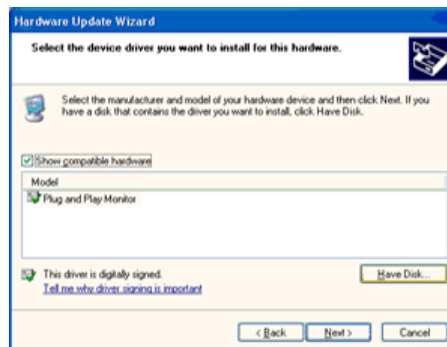 Hardware Update Wizard
Select the device driver you want to install for this hardware.
Select the manufacturer and model of your hardware device and then click Next. If you
have a disk that contains the driver you want to install, click Have Disk.
Show compatible hardware
Model
Plug and Play Monitor
This driver is digitally signed.
Have Disk...
Tell me why driver signing is important
< Back
Next >
Cancel